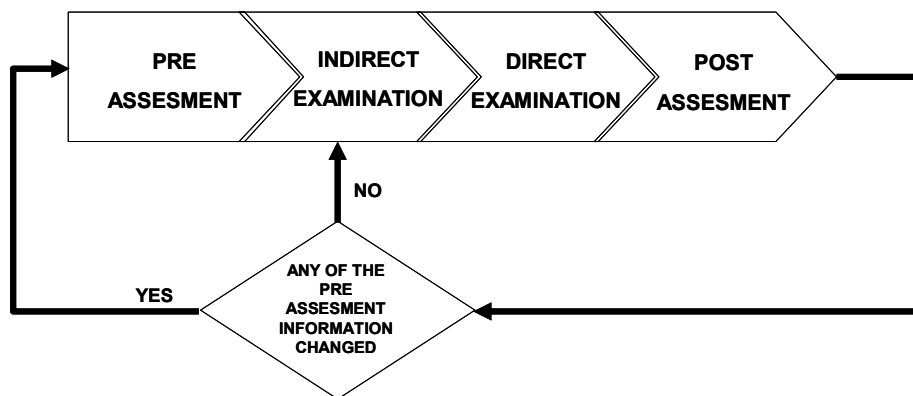 PRE
ASSESMENT
INDIRECT
EXAMINATION
DIRECT
EXAMINATION
POST
ASSESMENT
NO
YES
ANY OF THE
PRE
ASSESMENT
INFORMATION
CHANGED